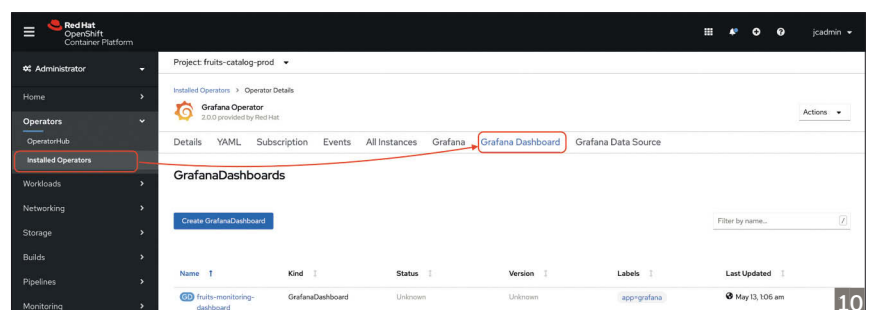 Red Hat
OpenShift
Container Platform
jcadmin
Administrator
Project: fruits-catalog-prod
Home
Operators
OperatorHub
Installed Operators
Workloads
Networking
Storage
Builds
Pipelines
Monitoring
Installed Operators > Operator Details
Grafana Operator
2.0.0 provided by Red Hat
Actions
Details YAML Subscription Events All Instances Grafana Grafana Dashboard Grafana Data Source
GrafanaDashboards
Create GrafanaDashboard
Filter by name...
/
Name Kind Status Version Labels Last Updated
GD fruits-monitoring-
dashboard
GrafanaDashboard Unknown Unknown app=grafana May 13, 1:06 am
10